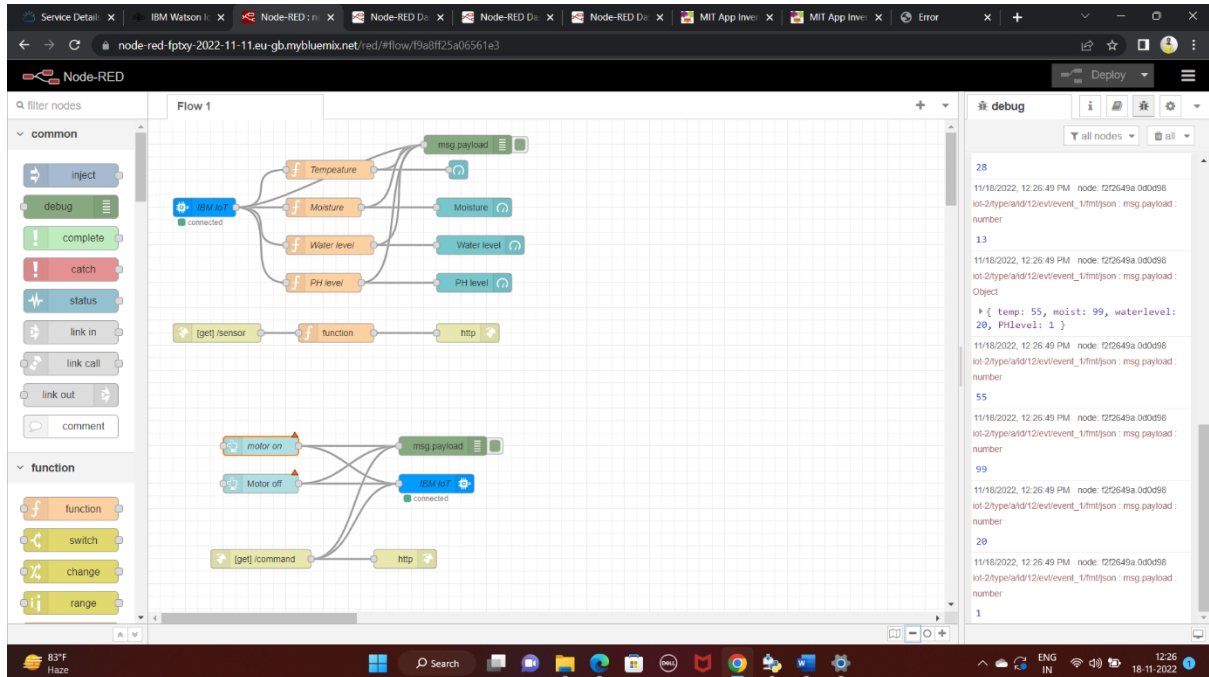 Service Details
IBM Watson Io
Node-RED : no
Node-RED Da
Node-RED Da
Node-RED Da
MIT App Inver
MIT App Inver
Error
node-red-fptxy-2022-11-11.eu-gb.mybluemix.net/red/#flow/f9a8ff25a06561e3
Node-RED
Deploy
filter nodes
Flow 1
debug
i
all nodes
all
common
inject
debug
complete
catch
status
link in
link call
link out
comment
function
function
switch
change
range
msg.payload
Tempeature
IBM IoT
connected
Moisture
Moisture
Water level
Water level
PH level
PH level
[get] /sensor
function
http
motor on
msg.payload
Motor off
IBM IoT
connected
[get] /command
http
28
11/18/2022, 12:26:49 PM node: f2f2649a.0d0d98
iot-2/type/a/id/12/evt/event_1/fmt/json : msg.payload :
number
13
11/18/2022, 12:26:49 PM node: f2f2649a.0d0d98
iot-2/type/a/id/12/evt/event_1/fmt/json : msg.payload :
Object
{ temp: 55, moist: 99, waterlevel:
20, PHlevel: 1 }
11/18/2022, 12:26:49 PM node: f2f2649a.0d0d98
iot-2/type/a/id/12/evt/event_1/fmt/json : msg.payload :
number
55
11/18/2022, 12:26:49 PM node: f2f2649a.0d0d98
iot-2/type/a/id/12/evt/event_1/fmt/json : msg.payload :
number
99
11/18/2022, 12:26:49 PM node: f2f2649a.0d0d98
iot-2/type/a/id/12/evt/event_1/fmt/json : msg.payload :
number
20
11/18/2022, 12:26:49 PM node: f2f2649a.0d0d98
iot-2/type/a/id/12/evt/event_1/fmt/json : msg.payload :
number
1
83°F
Haze
Search
DELL
ENG
IN
12:26
18-11-2022
1